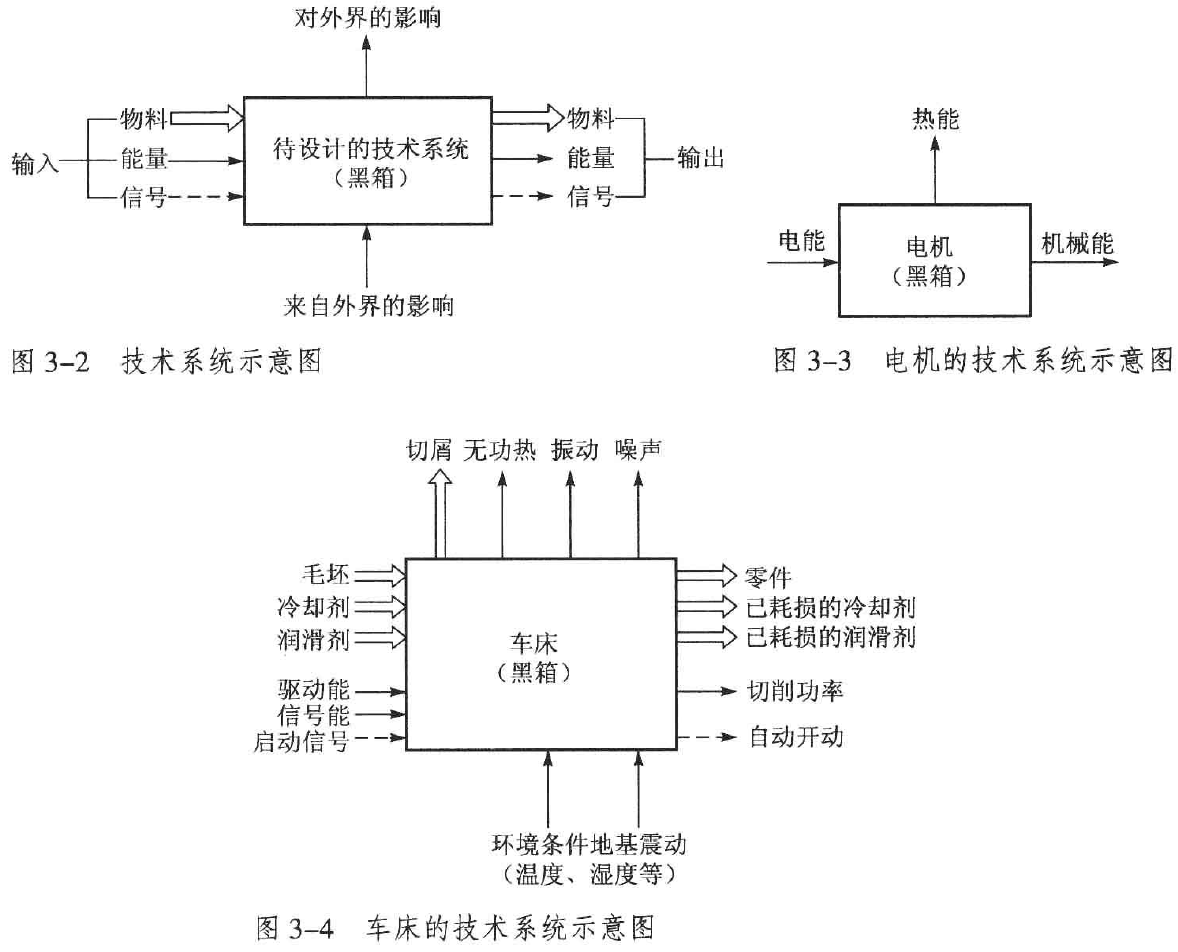 对外界的影响
物料
能量
信号
输入
待设计的技术系统
（黑箱）
物料
能量
信号
输出
来自外界的影响
图 3–2 技术系统示意图
热能
电能
电机
（黑箱）
机械能
图 3–3 电机的技术系统示意图
切屑 无功热 振动 噪声
毛坯
冷却剂
润滑剂
驱动能
信号能
启动信号
车床
（黑箱）
零件
已耗损的冷却剂
已耗损的润滑剂
切削功率
自动开动
环境条件地基震动
（温度、湿度等）
图 3–4 车床的技术系统示意图